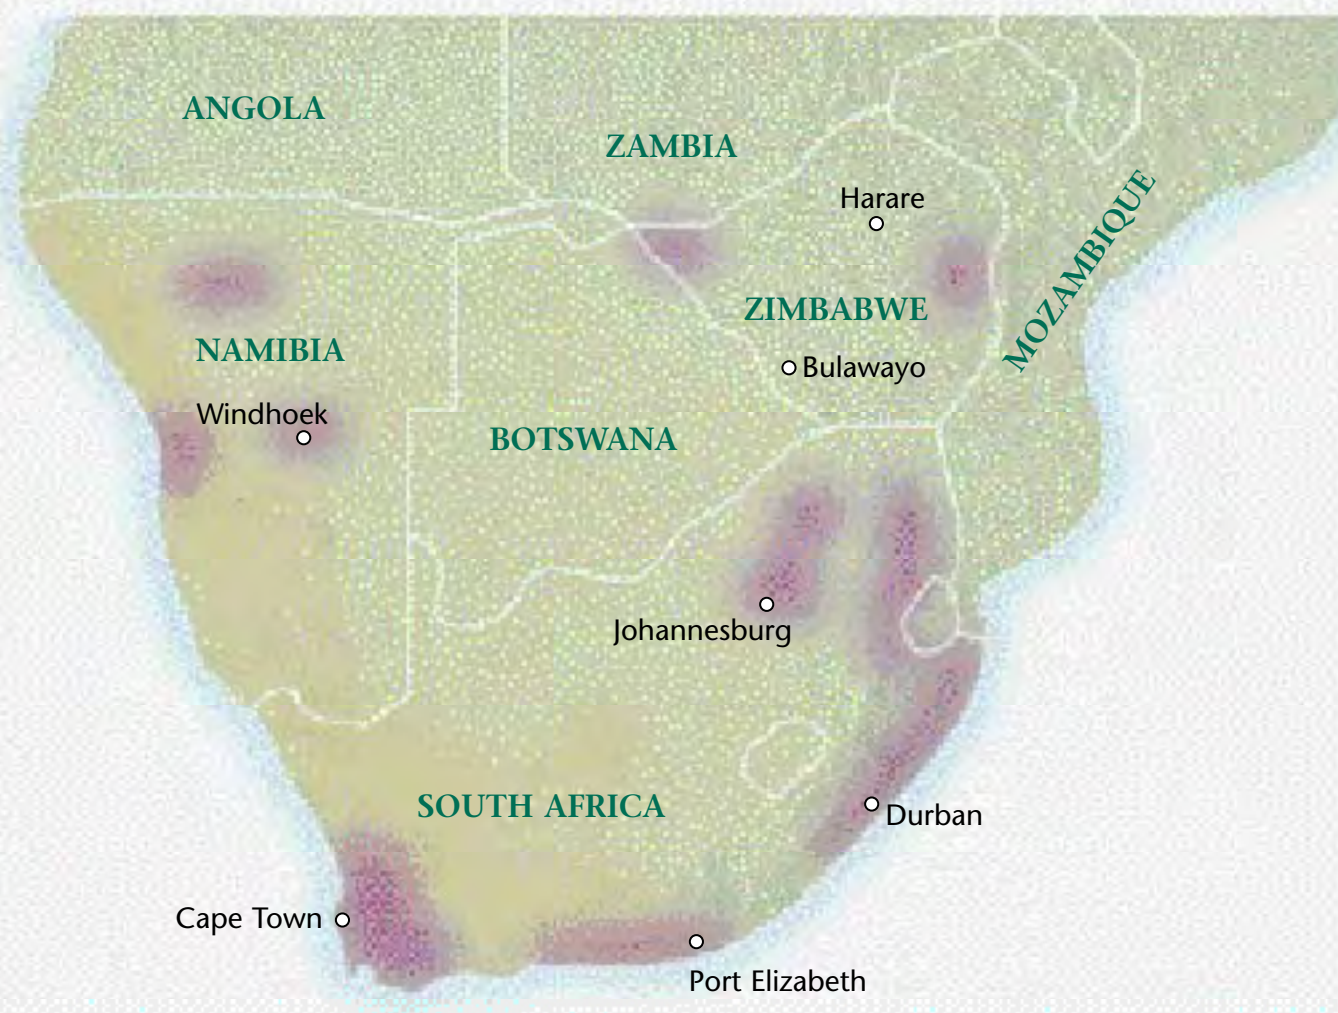 ANGOLA
ZAMBIA
Harare
MOZAMBIQUE
ZIMBABWE
NAMIBIA
Bulawayo
Windhoek
BOTSWANA
Johannesburg
SOUTH AFRICA
Durban
Cape Town
Port Elizabeth